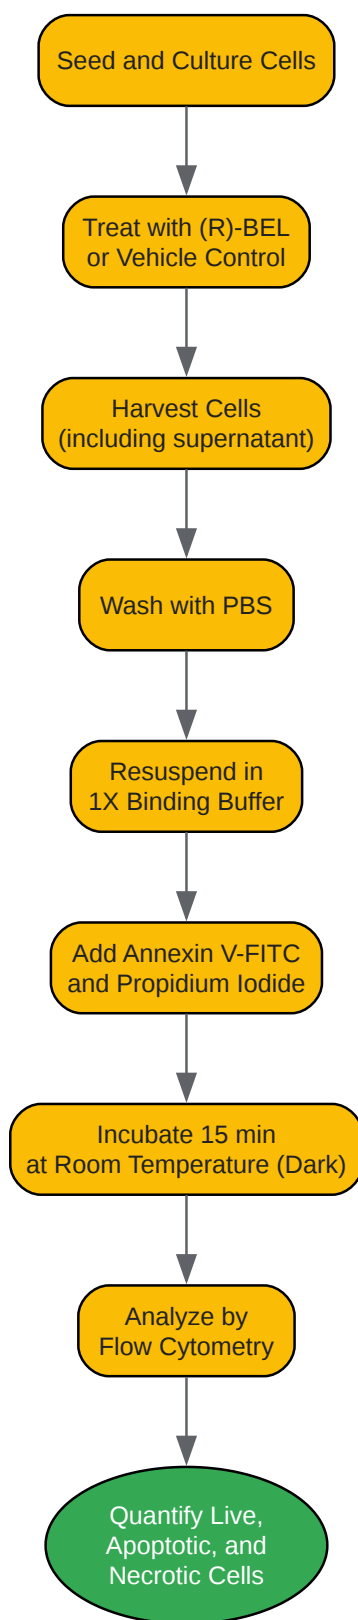 Seed and Culture Cells
Treat with (R)-BEL
or Vehicle Control
Harvest Cells
(including supernatant)
Wash with PBS
Resuspend in
1X Binding Buffer
Add Annexin V-FITC
and Propidium Iodide
Incubate 15 min
at Room Temperature (Dark)
Analyze by
Flow Cytometry
Quantify Live,
Apoptotic, and
Necrotic Cells